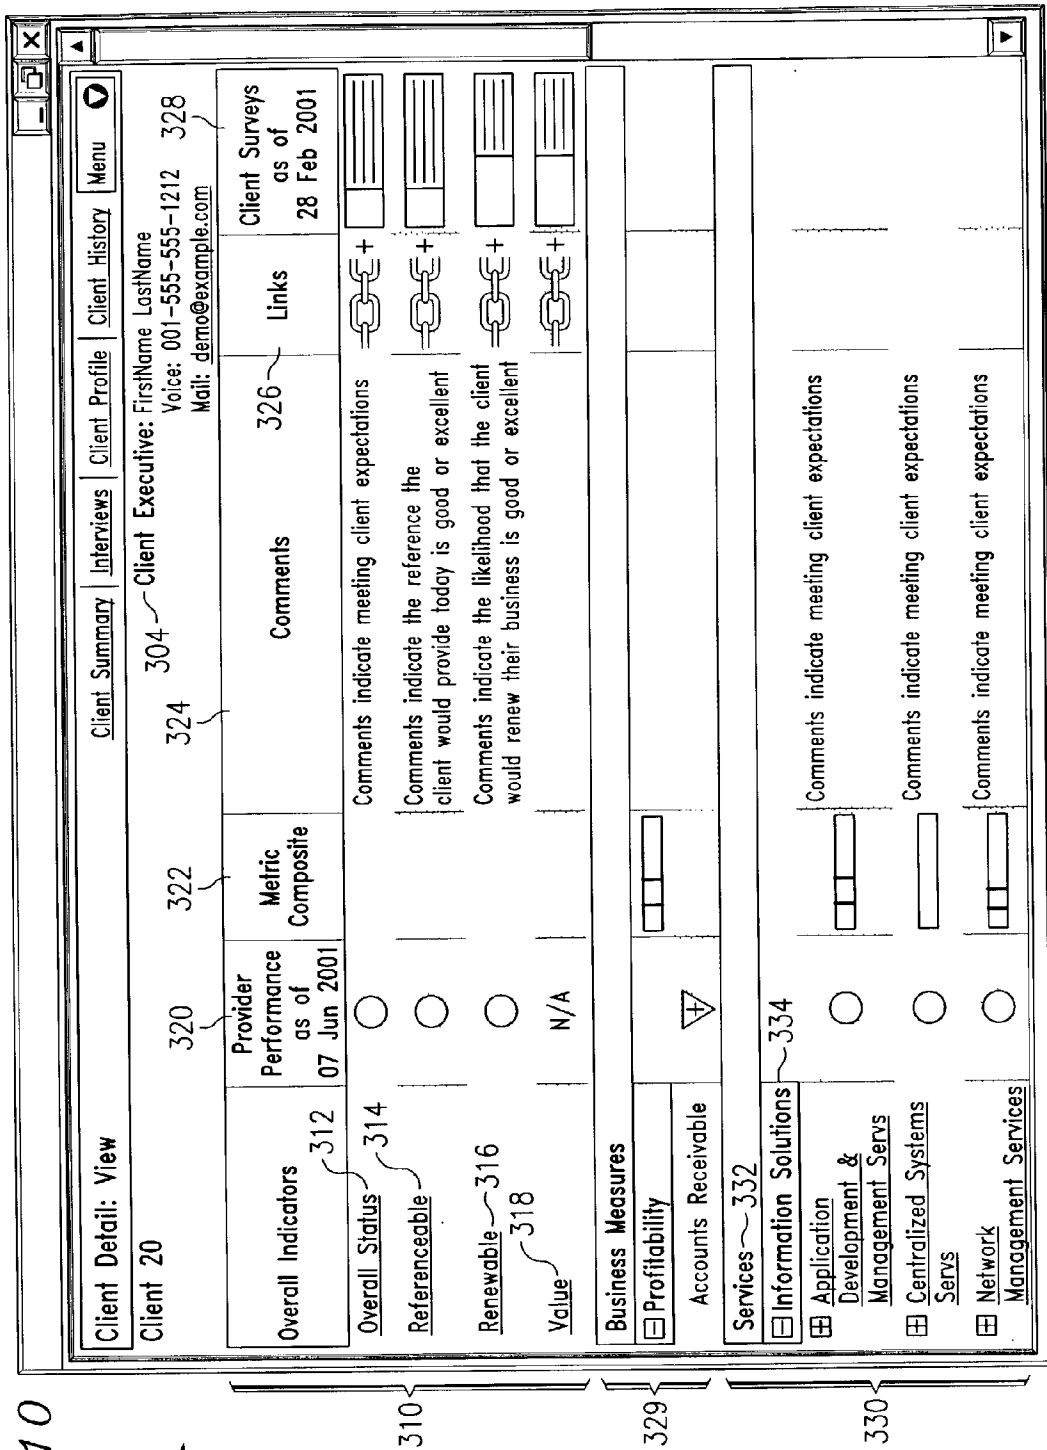 10
Client Detail: View
Client Summary | Interviews | Client Profile | Client History | Menu
Client 20
304 Client Executive: FirstName LastName
Voice: 001-555-555-1212
Mail: demo@example.com
320 322 324 326 328
Overall Indicators
Provider
Performance
as of
07 Jun 2001
Metric
Composite
Comments
Links
Client Surveys
as of
28 Feb 2001
310
Overall Status 312
Comments indicate meeting client expectations
+
Referenceable 314
Comments indicate the reference the
client would provide today is good or excellent
+
Renewable 316
Comments indicate the likelihood that the client
would renew their business is good or excellent
+
Value 318
N/A
+
329
Business Measures
- Profitability
Accounts Receivable
+
330
Services 332
- Information Solutions 334
+ Application
Development &
Management Servs
Comments indicate meeting client expectations
+ Centralized Systems
Servs
Comments indicate meeting client expectations
+ Network
Management Services
Comments indicate meeting client expectations